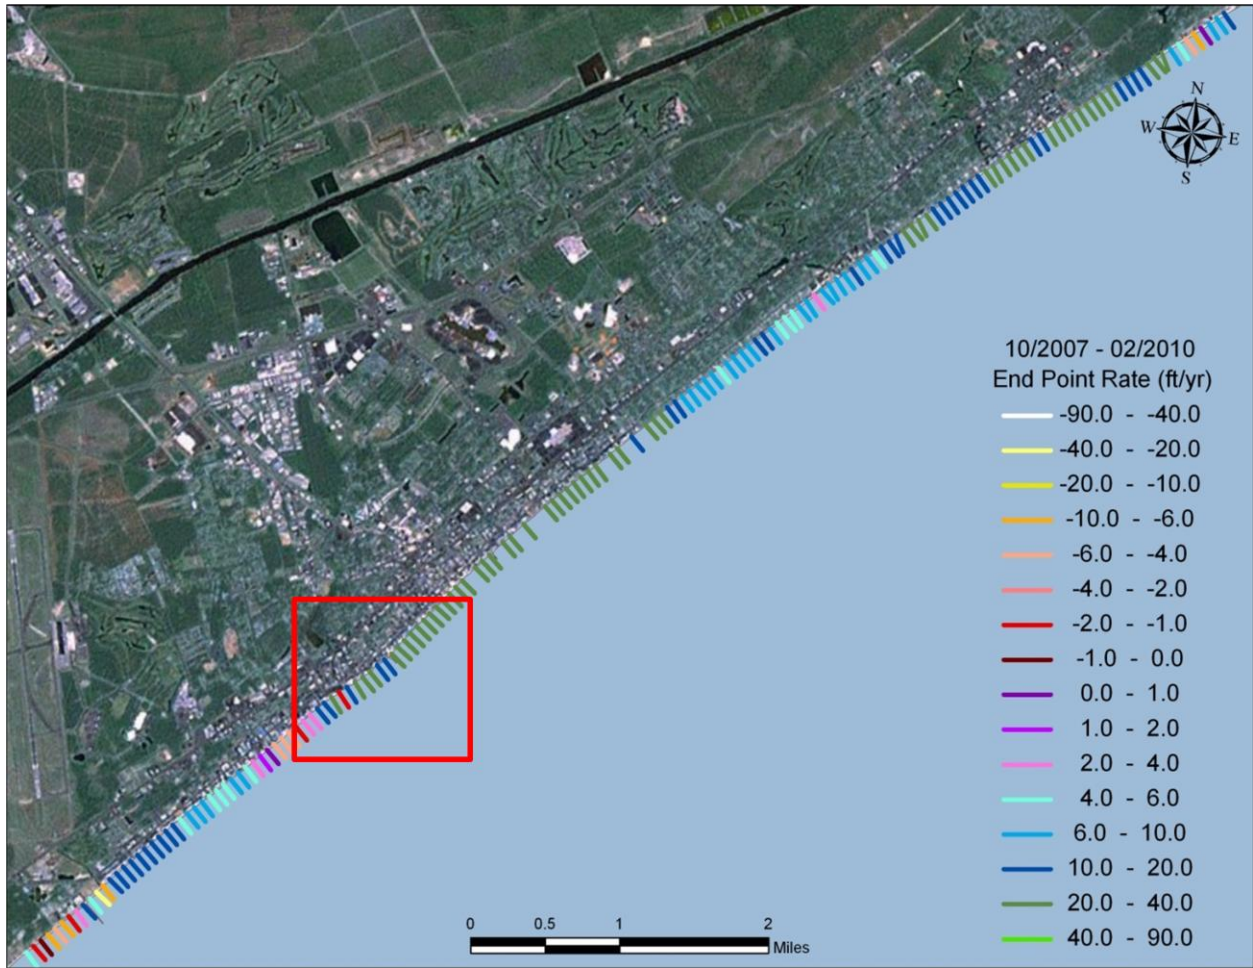 N
W
E
S
10/2007 - 02/2010
End Point Rate (ft/yr)
-90.0 - -40.0
-40.0 - -20.0
-20.0 - -10.0
-10.0 - -6.0
-6.0 - -4.0
-4.0 - -2.0
-2.0 - -1.0
-1.0 - 0.0
0.0 - 1.0
1.0 - 2.0
2.0 - 4.0
4.0 - 6.0
6.0 - 10.0
10.0 - 20.0
20.0 - 40.0
40.0 - 90.0
0 0.5 1 2
Miles